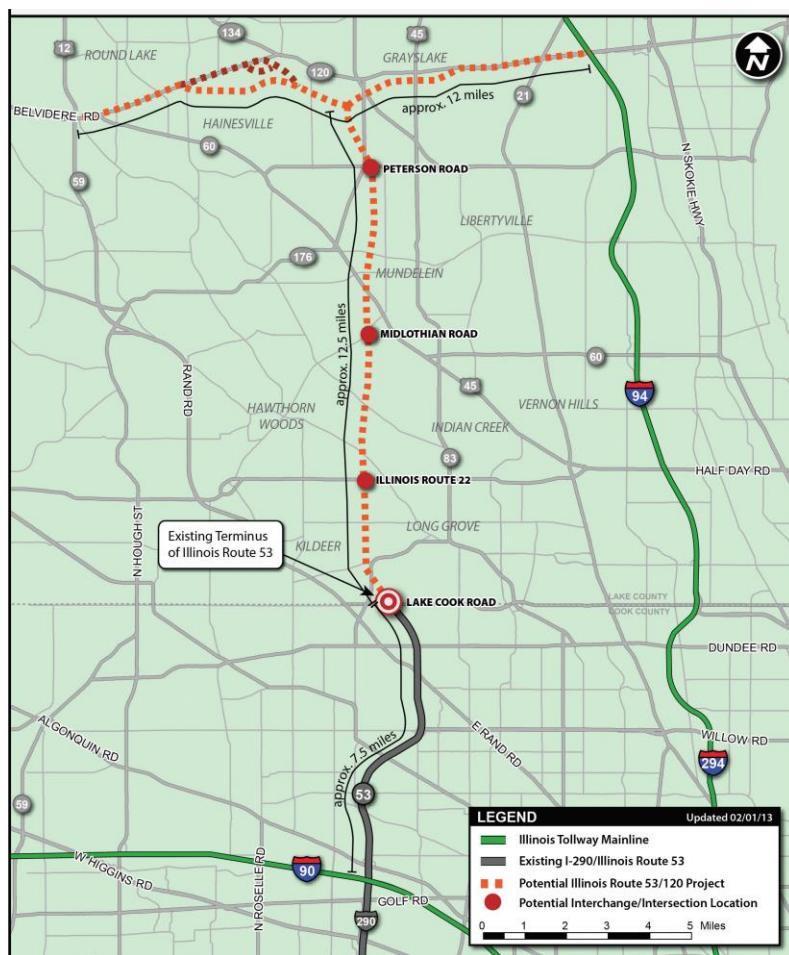 134
45
12
ROUND LAKE
GRAYSLAKE
N
120
approx. 12 miles
21
BELVIDERE RD
HAINESVILLE
60
N SKOKIE HWY
59
PETERSON ROAD
LIBERTYVILLE
176
MUNDELEIN
approx. 12.5 miles
MIDLOTHIAN ROAD
60
RAND RD
45
94
HAWTHORN
WOODS
VERNON HILLS
INDIAN CREEK
83
HALF DAY RD
ILLINOIS ROUTE 22
N HOUGH ST
LONG GROVE
Existing Terminus
of Illinois Route 53
KILDEER
LAKE COOK ROAD
LAKE COUNTY
COOK COUNTY
DUNDEE RD
ALGONQUIN RD
E RAND RD
WILLOW RD
approx. 7.5 miles
294
59
53
W HIGGINS RD
N ROSELLE RD
90
GOLF RD
290
LEGEND Updated 02/01/13
Illinois Tollway Mainline
Existing I-290/Illinois Route 53
Potential Illinois Route 53/120 Project
Potential Interchange/Intersection Location
0 1 2 3 4 5 Miles